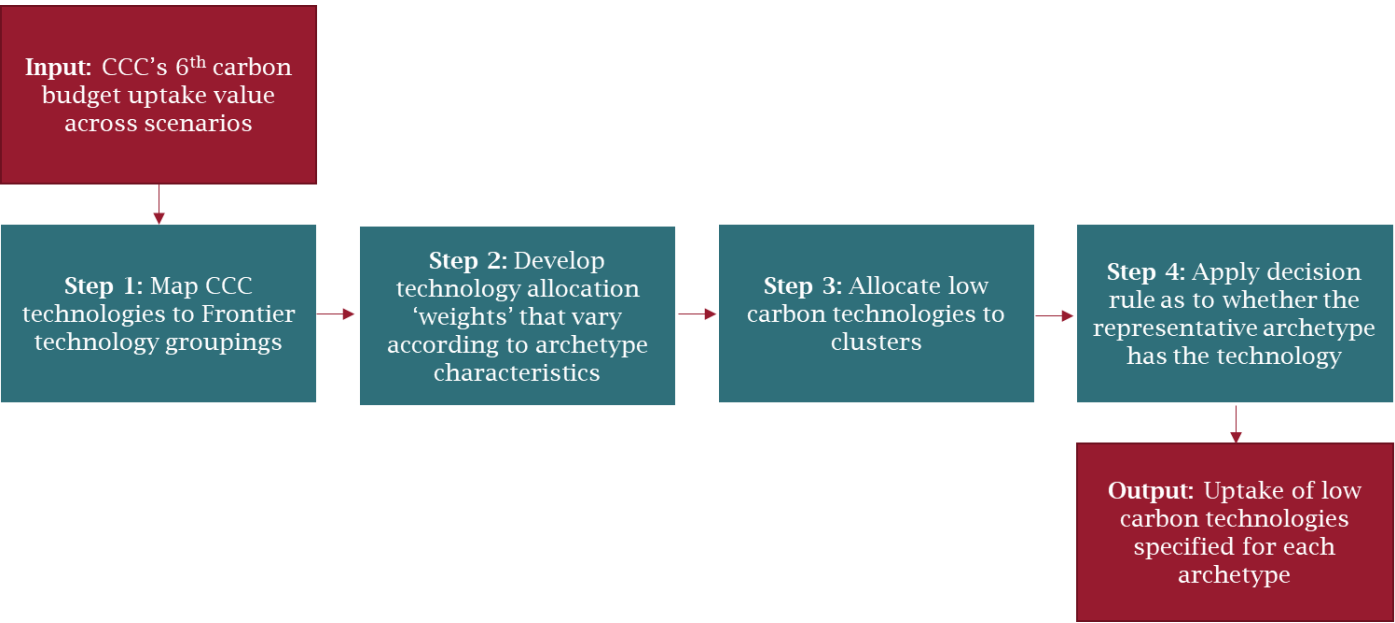 Input: CCC’s 6th carbon
budget uptake value
across scenarios
Step 1: Map CCC
technologies to Frontier
technology groupings
Step 2: Develop
technology allocation
‘weights’ that vary
according to archetype
characteristics
Step 3: Allocate low
carbon technologies to
clusters
Step 4: Apply decision
rule as to whether the
representative archetype
has the technology
Output: Uptake of low
carbon technologies
specified for each
archetype